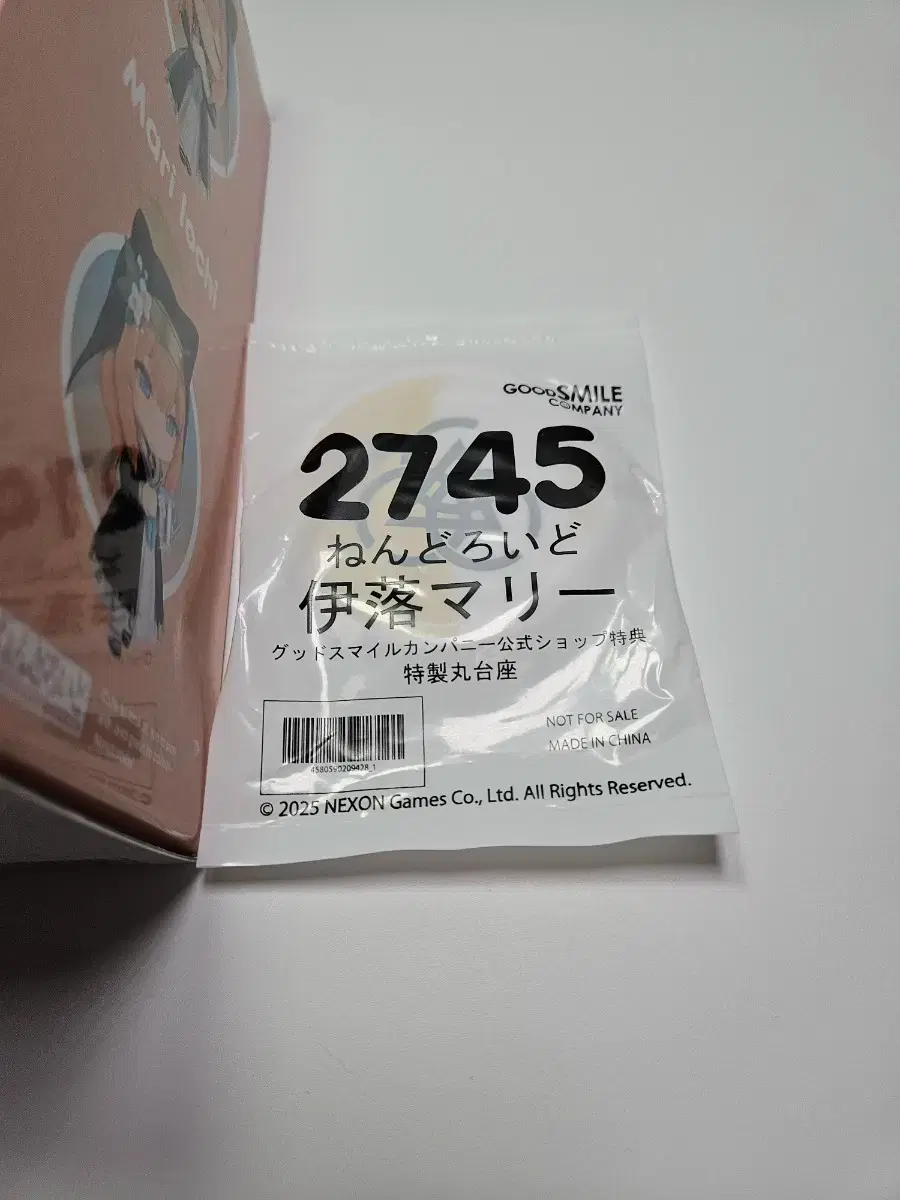 Mari Iochi
GOODSMILE
COMPANY
2745
ねんどろいど
伊落マリー
グッドスマイルカンパニー公式ショップ特典
特製丸台座
4580590209428_1
NOT FOR SALE
MADE IN CHINA
© 2025 NEXON Games Co., Ltd. All Rights Reserved.